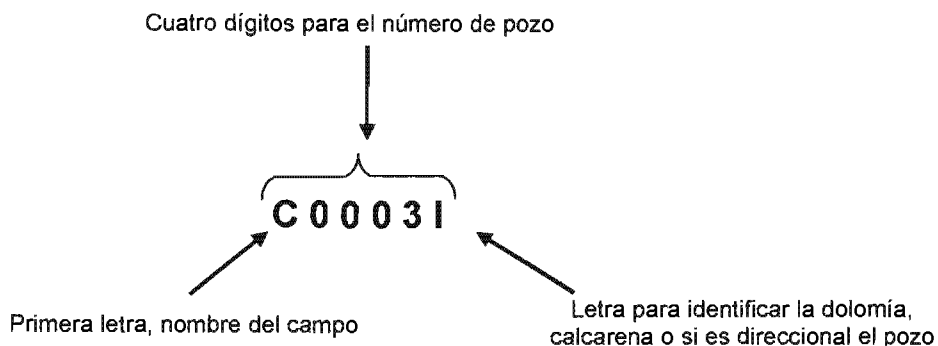 Cuatro dígitos para el número de pozo
C 0 0 0 3 I
Primera letra, nombre del campo
Letra para identificar la dolomía,
calcarena o si es direccional el pozo